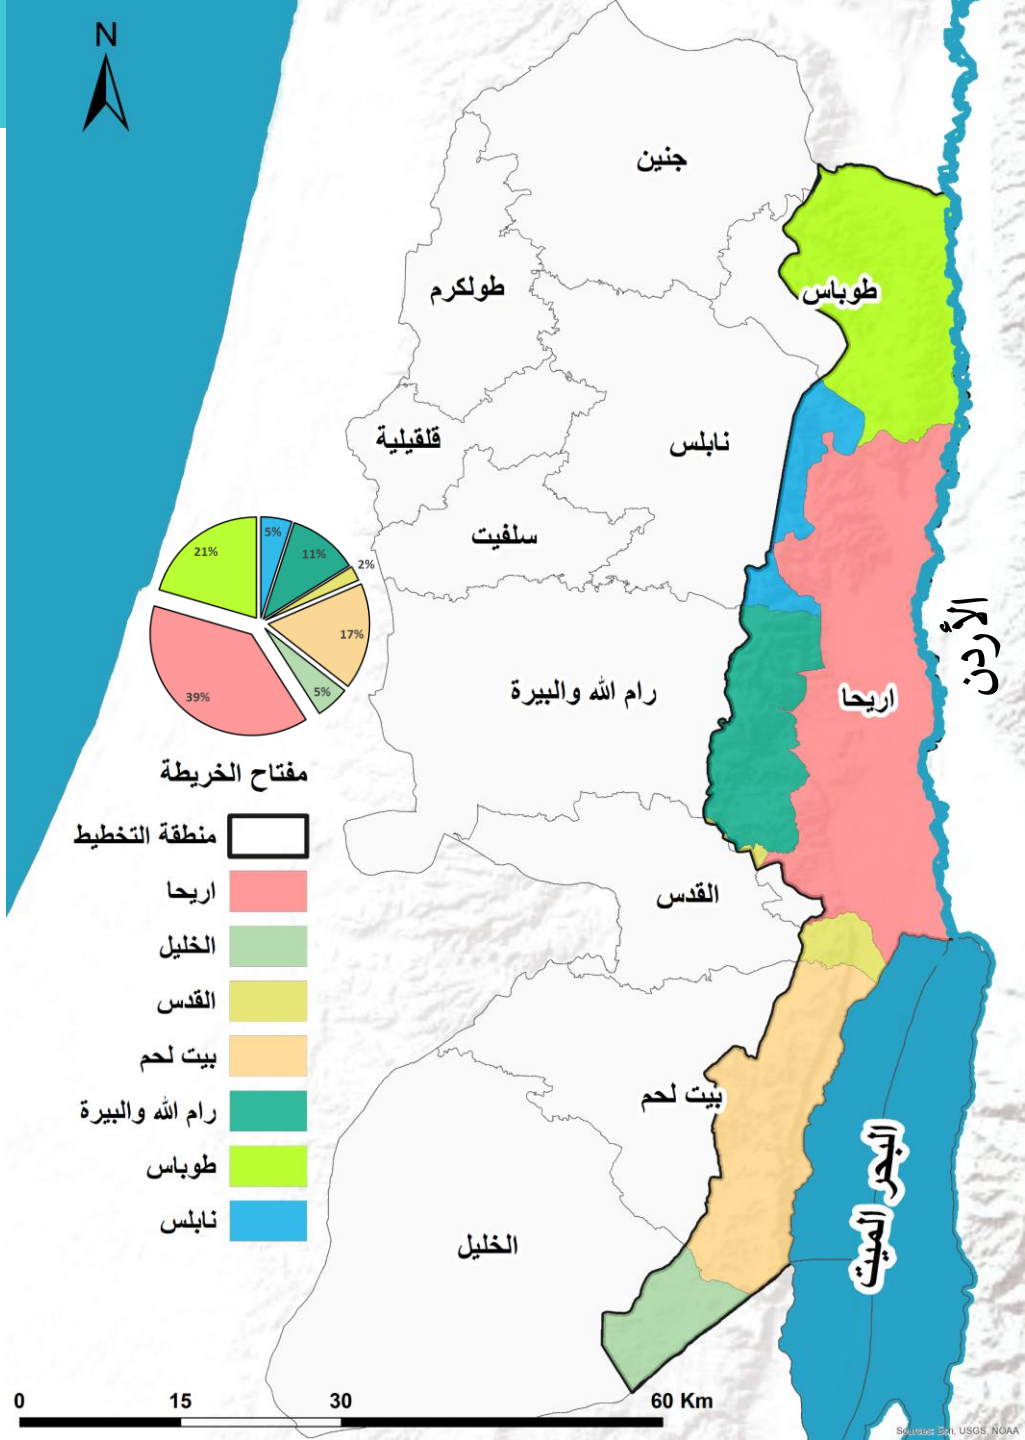 N
جنين
طوباس
طولكرم
نابلس
قلقيلية
سلفيت
5%
11%
2%
21%
17%
39%
5%
الأردن
رام الله والبيرة
اريحا
مفتاح الخريطة
منطقة التخطيط
اريحا
الخليل
القدس
بيت لحم
رام الله والبيرة
طوباس
نابلس
القدس
بيت لحم
البحر الميت
الخليل
0 15 30 60 Km
Sources: Esri, USGS, NOAA